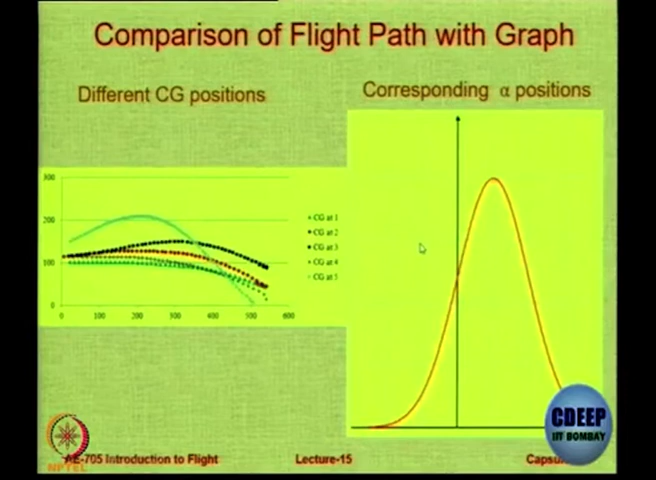 Comparison of Flight Path with Graph
Different CG positions
Corresponding α positions
300
200
100
0
0 100 200 300 400 500 600
CG at 1
CG at 2
CG at 3
CG at 4
CG at 5
CDEEP
IIT BOMBAY
NPTEL
AE-705 Introduction to Flight
Lecture-15